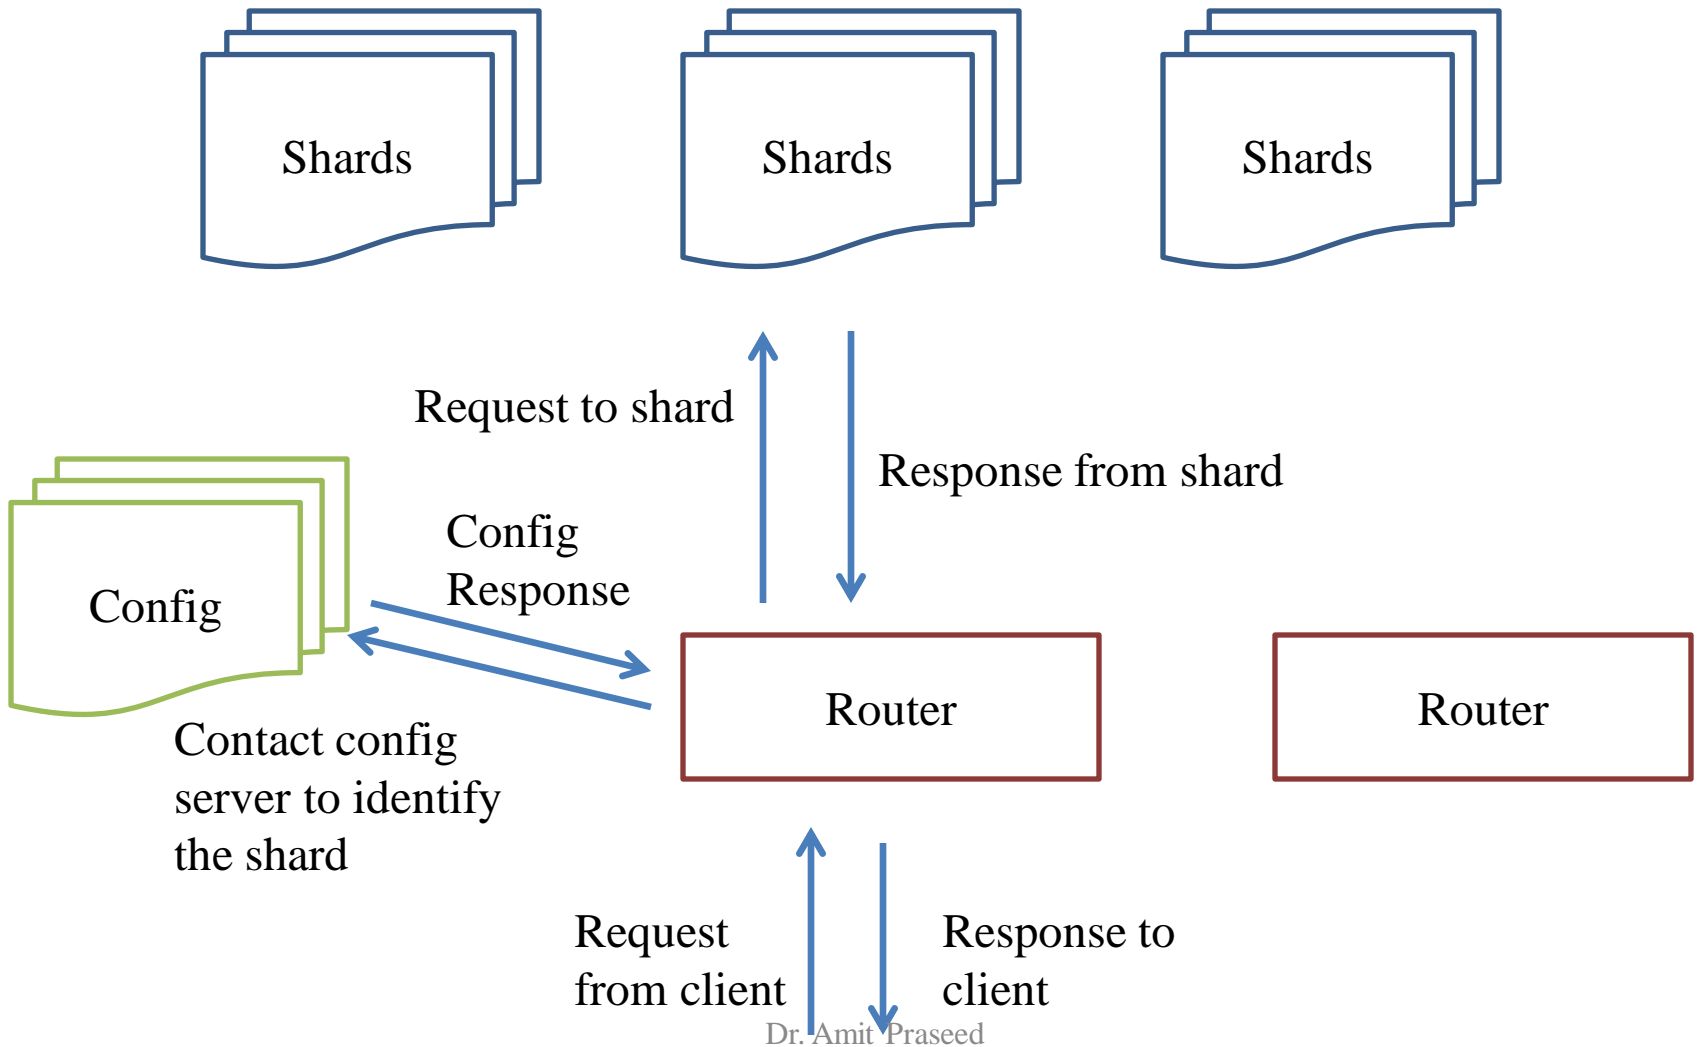 Shards
Shards
Shards
Request to shard
Response from shard
Config
Response
Config
Router
Router
Contact config
server to identify
the shard
Request
from client
Response to
client
Dr. Amit Praseed